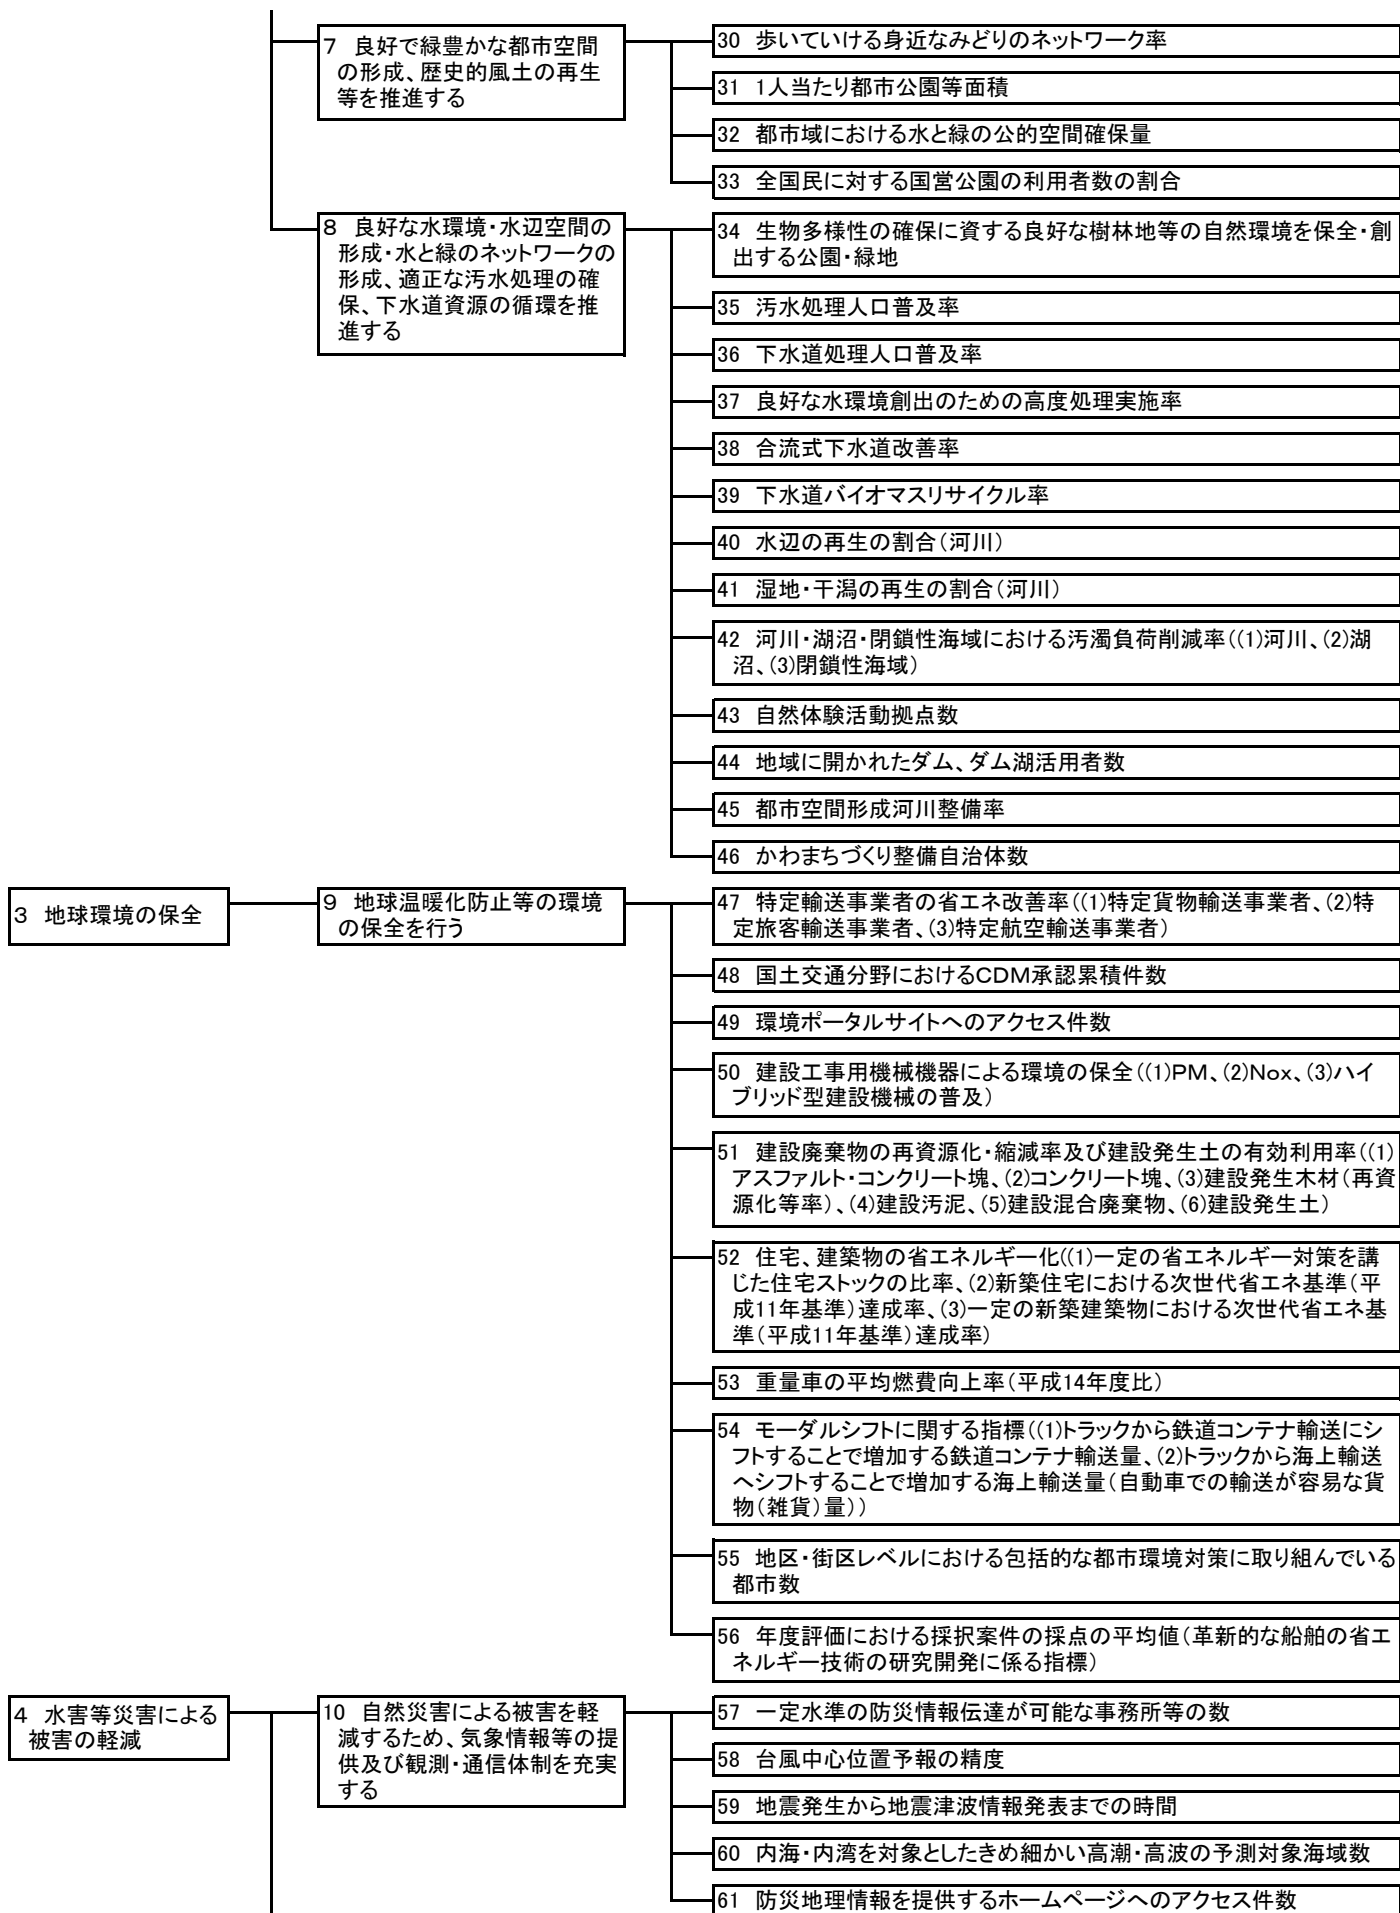 7 良好で緑豊かな都市空間
の形成、歴史的風土の再生
等を推進する
30 歩いていける身近なみどりのネットワーク率
31 1人当たり都市公園等面積
32 都市域における水と緑の公的空間確保量
33 全国民に対する国営公園の利用者数の割合
8 良好な水環境・水辺空間の
形成・水と緑のネットワークの
形成、適正な汚水処理の確
保、下水道資源の循環を推
進する
34 生物多様性の確保に資する良好な樹林地等の自然環境を保全・創
出する公園・緑地
35 汚水処理人口普及率
36 下水道処理人口普及率
37 良好な水環境創出のための高度処理実施率
38 合流式下水道改善率
39 下水道バイオマスリサイクル率
40 水辺の再生の割合(河川)
41 湿地・干潟の再生の割合(河川)
42 河川・湖沼・閉鎖性海域における汚濁負荷削減率((1)河川、(2)湖
沼、(3)閉鎖性海域)
43 自然体験活動拠点数
44 地域に開かれたダム、ダム湖活用者数
45 都市空間形成河川整備率
46 かわまちづくり整備自治体数
3 地球環境の保全
9 地球温暖化防止等の環境
の保全を行う
47 特定輸送事業者の省エネ改善率((1)特定貨物輸送事業者、(2)特
定旅客輸送事業者、(3)特定航空輸送事業者)
48 国土交通分野におけるCDM承認累積件数
49 環境ポータルサイトへのアクセス件数
50 建設工事用機械機器による環境の保全((1)PM、(2)Nox、(3)ハイ
ブリッド型建設機械の普及)
51 建設廃棄物の再資源化・縮減率及び建設発生土の有効利用率((1)
アスファルト・コンクリート塊、(2)コンクリート塊、(3)建設発生木材(再資
源化等率)、(4)建設汚泥、(5)建設混合廃棄物、(6)建設発生土)
52 住宅、建築物の省エネルギー化((1)一定の省エネルギー対策を講
じた住宅ストックの比率、(2)新築住宅における次世代省エネ基準(平
成11年基準)達成率、(3)一定の新築建築物における次世代省エネ基
準(平成11年基準)達成率)
53 重量車の平均燃費向上率(平成14年度比)
54 モーダルシフトに関する指標((1)トラックから鉄道コンテナ輸送にシ
フトすることで増加する鉄道コンテナ輸送量、(2)トラックから海上輸送
へシフトすることで増加する海上輸送量(自動車での輸送が容易な貨
物(雑貨)量))
55 地区・街区レベルにおける包括的な都市環境対策に取り組んでいる
都市数
56 年度評価における採択案件の採点の平均値(革新的な船舶の省エ
ネルギー技術の研究開発に係る指標)
4 水害等災害による
被害の軽減
10 自然災害による被害を軽
減するため、気象情報等の提
供及び観測・通信体制を充実
する
57 一定水準の防災情報伝達が可能な事務所等の数
58 台風中心位置予報の精度
59 地震発生から地震津波情報発表までの時間
60 内海・内湾を対象としたきめ細かい高潮・高波の予測対象海域数
61 防災地理情報を提供するホームページへのアクセス件数